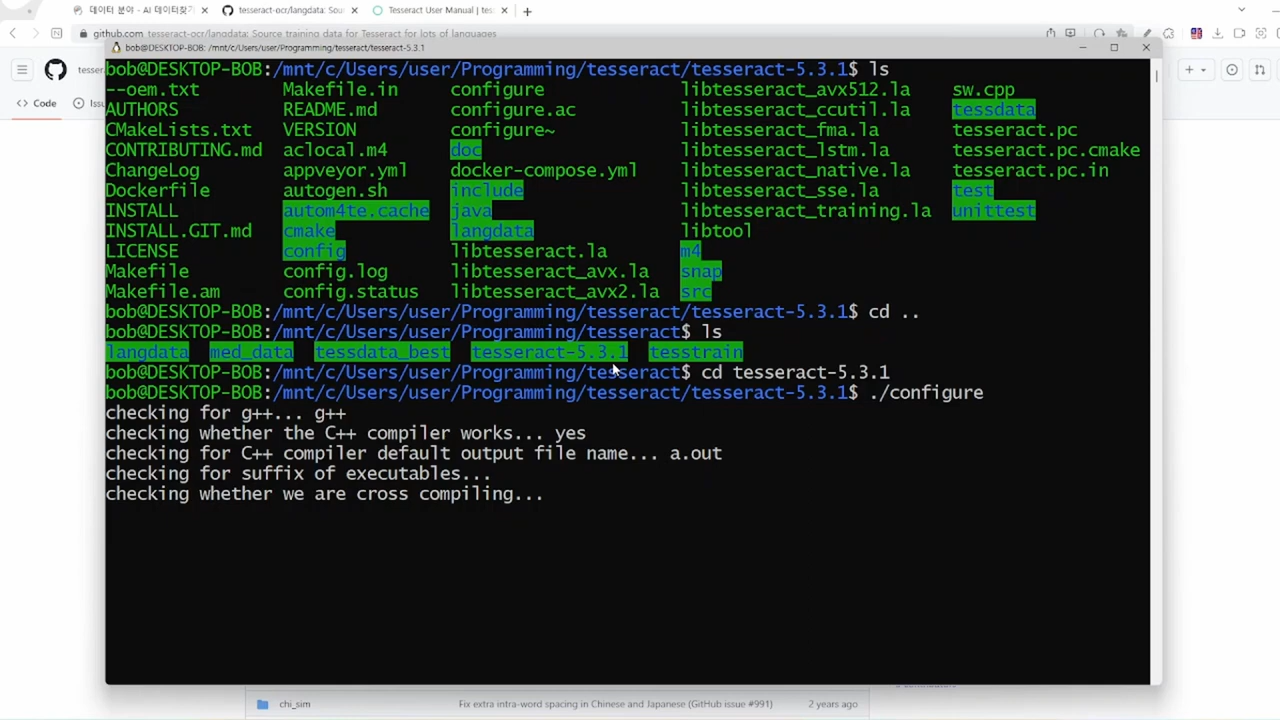 데이터 분야 - AI 데이터찾기
tesseract-ocr/langdata: Sour
Tesseract User Manual | tes
github.com/tesseract-ocr/langdata: Source training data for Tesseract for lots of languages
bob@DESKTOP-BOB: /mnt/c/Users/user/Programming/tesseract/tesseract-5.3.1
tesser
Code
Issu
bob@DESKTOP-BOB:/mnt/c/Users/user/Programming/tesseract/tesseract-5.3.1$ ls
--oem.txt Makefile.in configure libtesseract_avx512.la sw.cpp
AUTHORS README.md configure.ac libtesseract_ccutil.la tessdata
CMakeLists.txt VERSION configure~ libtesseract_fma.la tesseract.pc
CONTRIBUTING.md aclocal.m4 doc libtesseract_lstm.la tesseract.pc.cmake
ChangeLog appveyor.yml docker-compose.yml libtesseract_native.la tesseract.pc.in
Dockerfile autogen.sh include libtesseract_sse.la test
INSTALL autom4te.cache java libtesseract_training.la unittest
INSTALL.GIT.md cmake langdata libtool
LICENSE config libtesseract.la m4
Makefile config.log libtesseract_avx.la snap
Makefile.am config.status libtesseract_avx2.la src
bob@DESKTOP-BOB:/mnt/c/Users/user/Programming/tesseract/tesseract-5.3.1$ cd ..
bob@DESKTOP-BOB:/mnt/c/Users/user/Programming/tesseract$ ls
langdata med_data tessdata_best tesseract-5.3.1 tesstrain
bob@DESKTOP-BOB:/mnt/c/Users/user/Programming/tesseract$ cd tesseract-5.3.1
bob@DESKTOP-BOB:/mnt/c/Users/user/Programming/tesseract/tesseract-5.3.1$ ./configure
checking for g++... g++
checking whether the C++ compiler works... yes
checking for C++ compiler default output file name... a.out
checking for suffix of executables...
checking whether we are cross compiling...
chi_sim Fix extra intra-word spacing in Chinese and Japanese (GitHub issue #991) 2 years ago